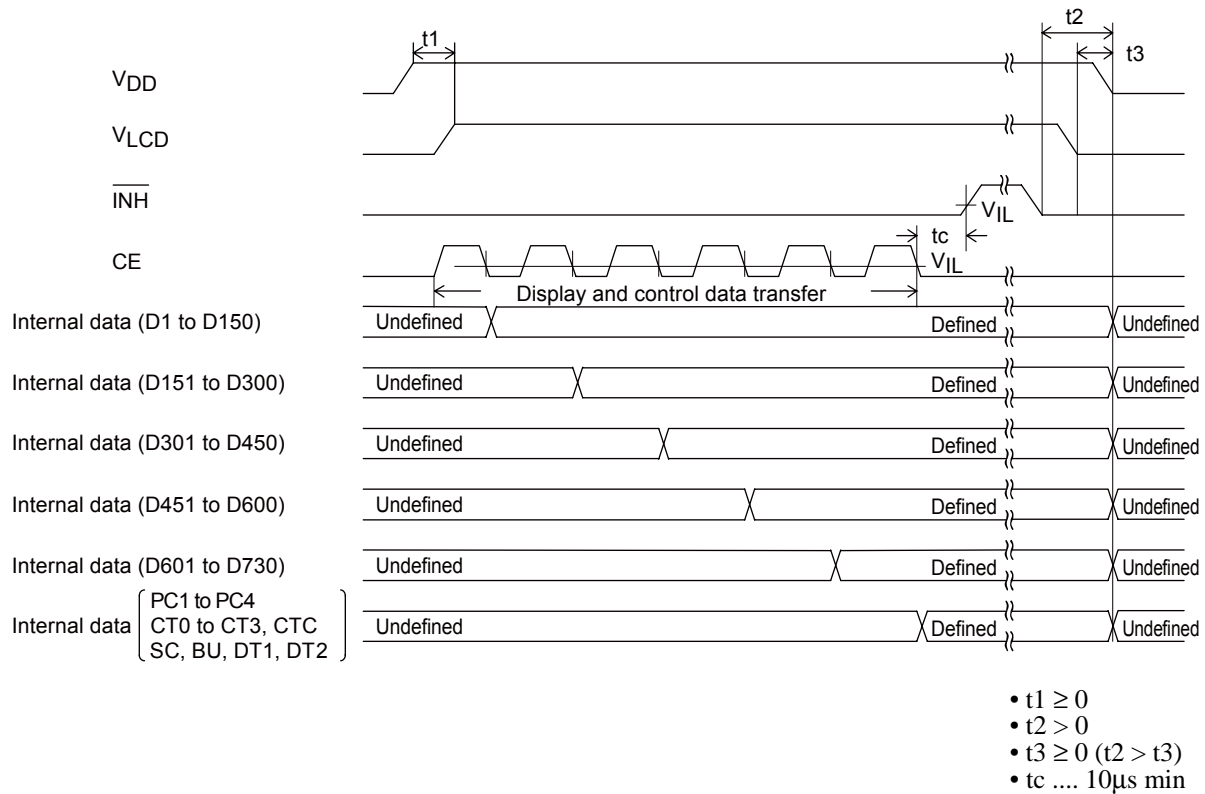 t1
t2
t3
VDD
VLCD
INH
VIL
tc
CE
VIL
Display and control data transfer
Internal data (D1 to D150)
Undefined
Defined
Undefined
Internal data (D151 to D300)
Undefined
Defined
Undefined
Internal data (D301 to D450)
Undefined
Defined
Undefined
Internal data (D451 to D600)
Undefined
Defined
Undefined
Internal data (D601 to D730)
Undefined
Defined
Undefined
Internal data
PC1 to PC4
CT0 to CT3, CTC
SC, BU, DT1, DT2
Undefined
Defined
Undefined
• t1 ≥ 0
• t2 > 0
• t3 ≥ 0 (t2 > t3)
• tc .... 10μs min